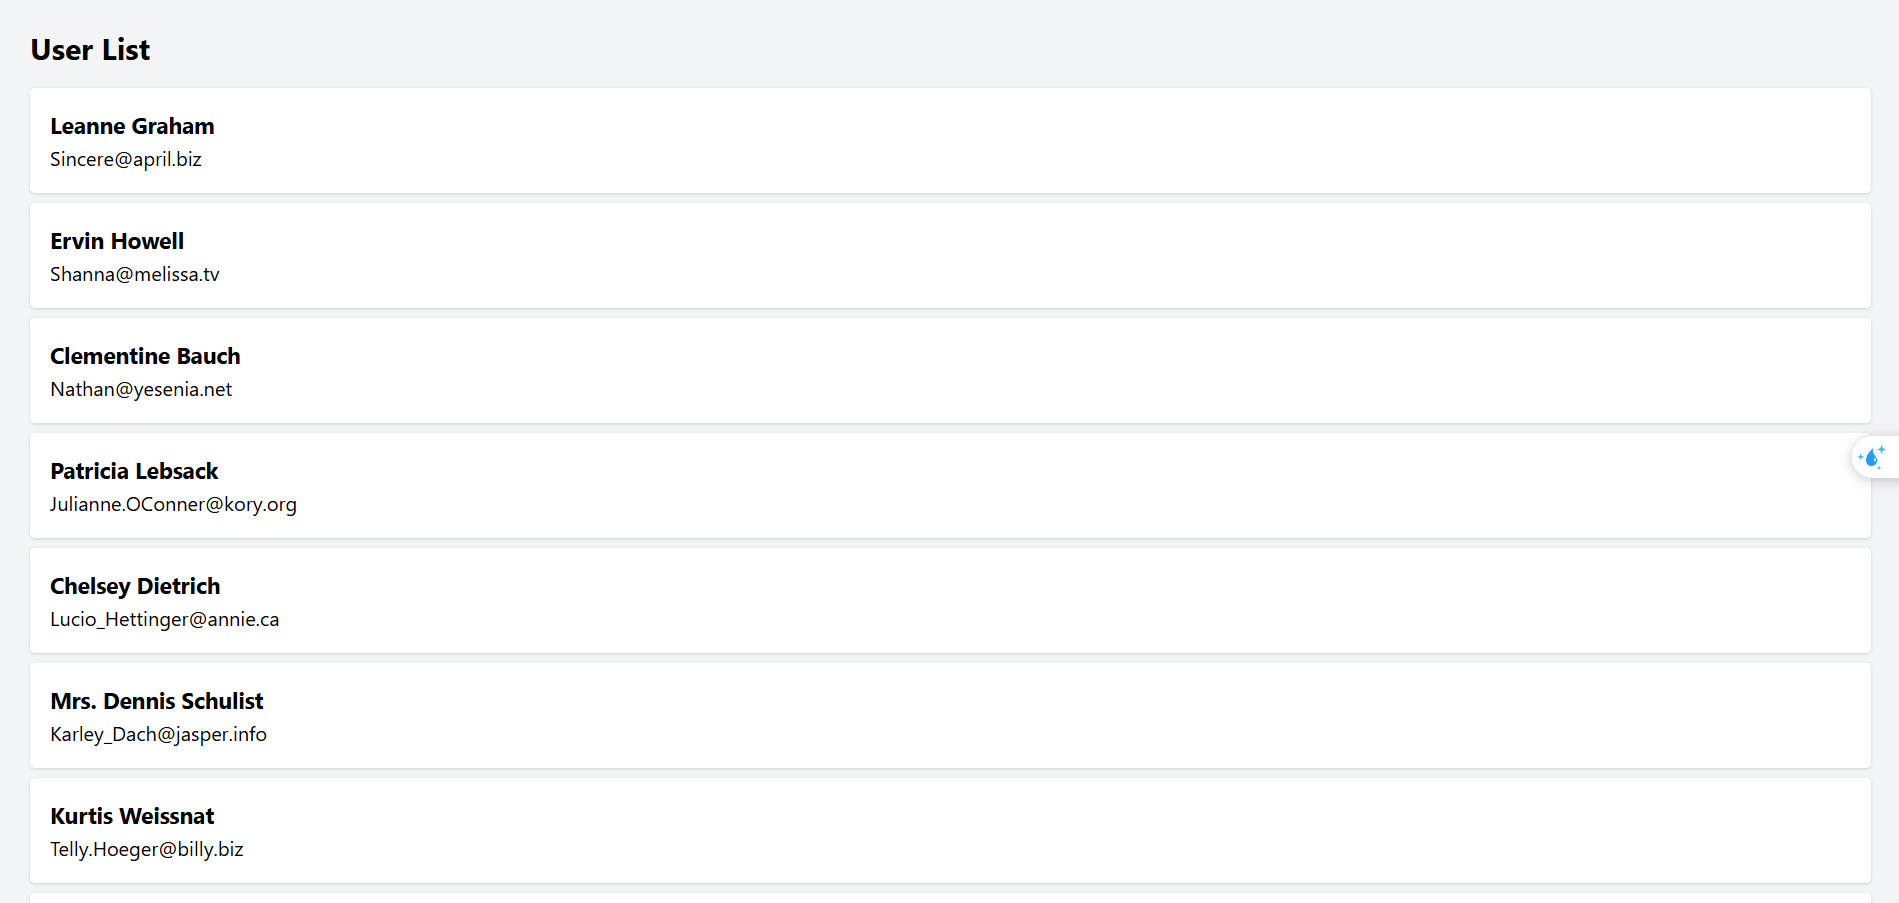 User List
Leanne Graham
Sincere@april.biz
Ervin Howell
Shanna@melissa.tv
Clementine Bauch
Nathan@yesenia.net
Patricia Lebsack
Julianne.OConner@kory.org
Chelsey Dietrich
Lucio_Hettinger@annie.ca
Mrs. Dennis Schulist
Karley_Dach@jasper.info
Kurtis Weissnat
Telly.Hoeger@billy.biz